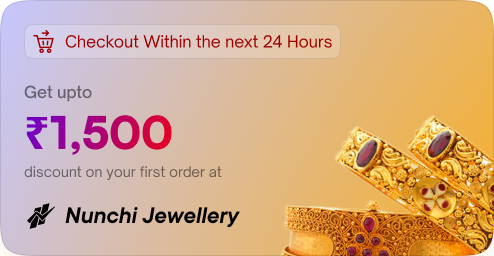 Checkout Within the next 24 Hours
Get upto
₹1,500
discount on your first order at
Nunchi Jewellery